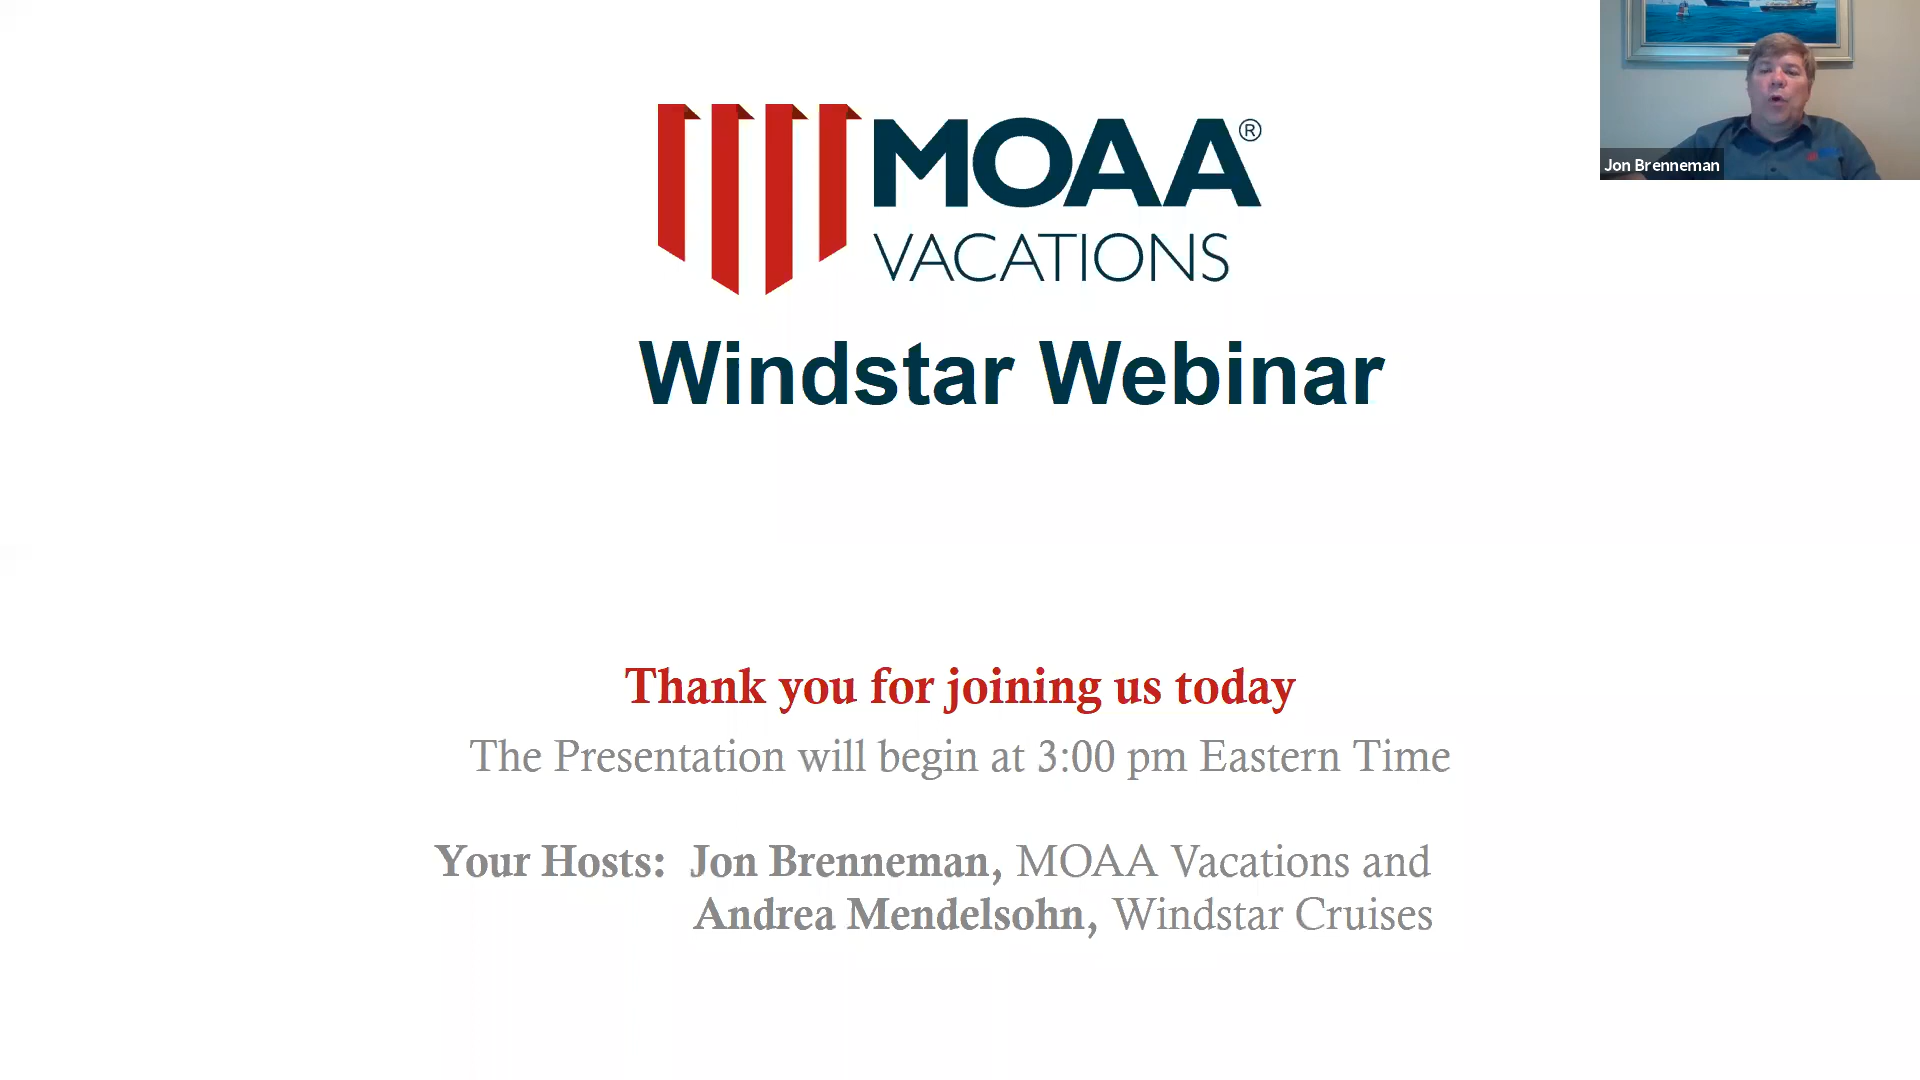 MOAA®
VACATIONS
Windstar Webinar
Thank you for joining us today
The Presentation will begin at 3:00 pm Eastern Time
Your Hosts: Jon Brenneman, MOAA Vacations and
Andrea Mendelsohn, Windstar Cruises
Jon Brenneman